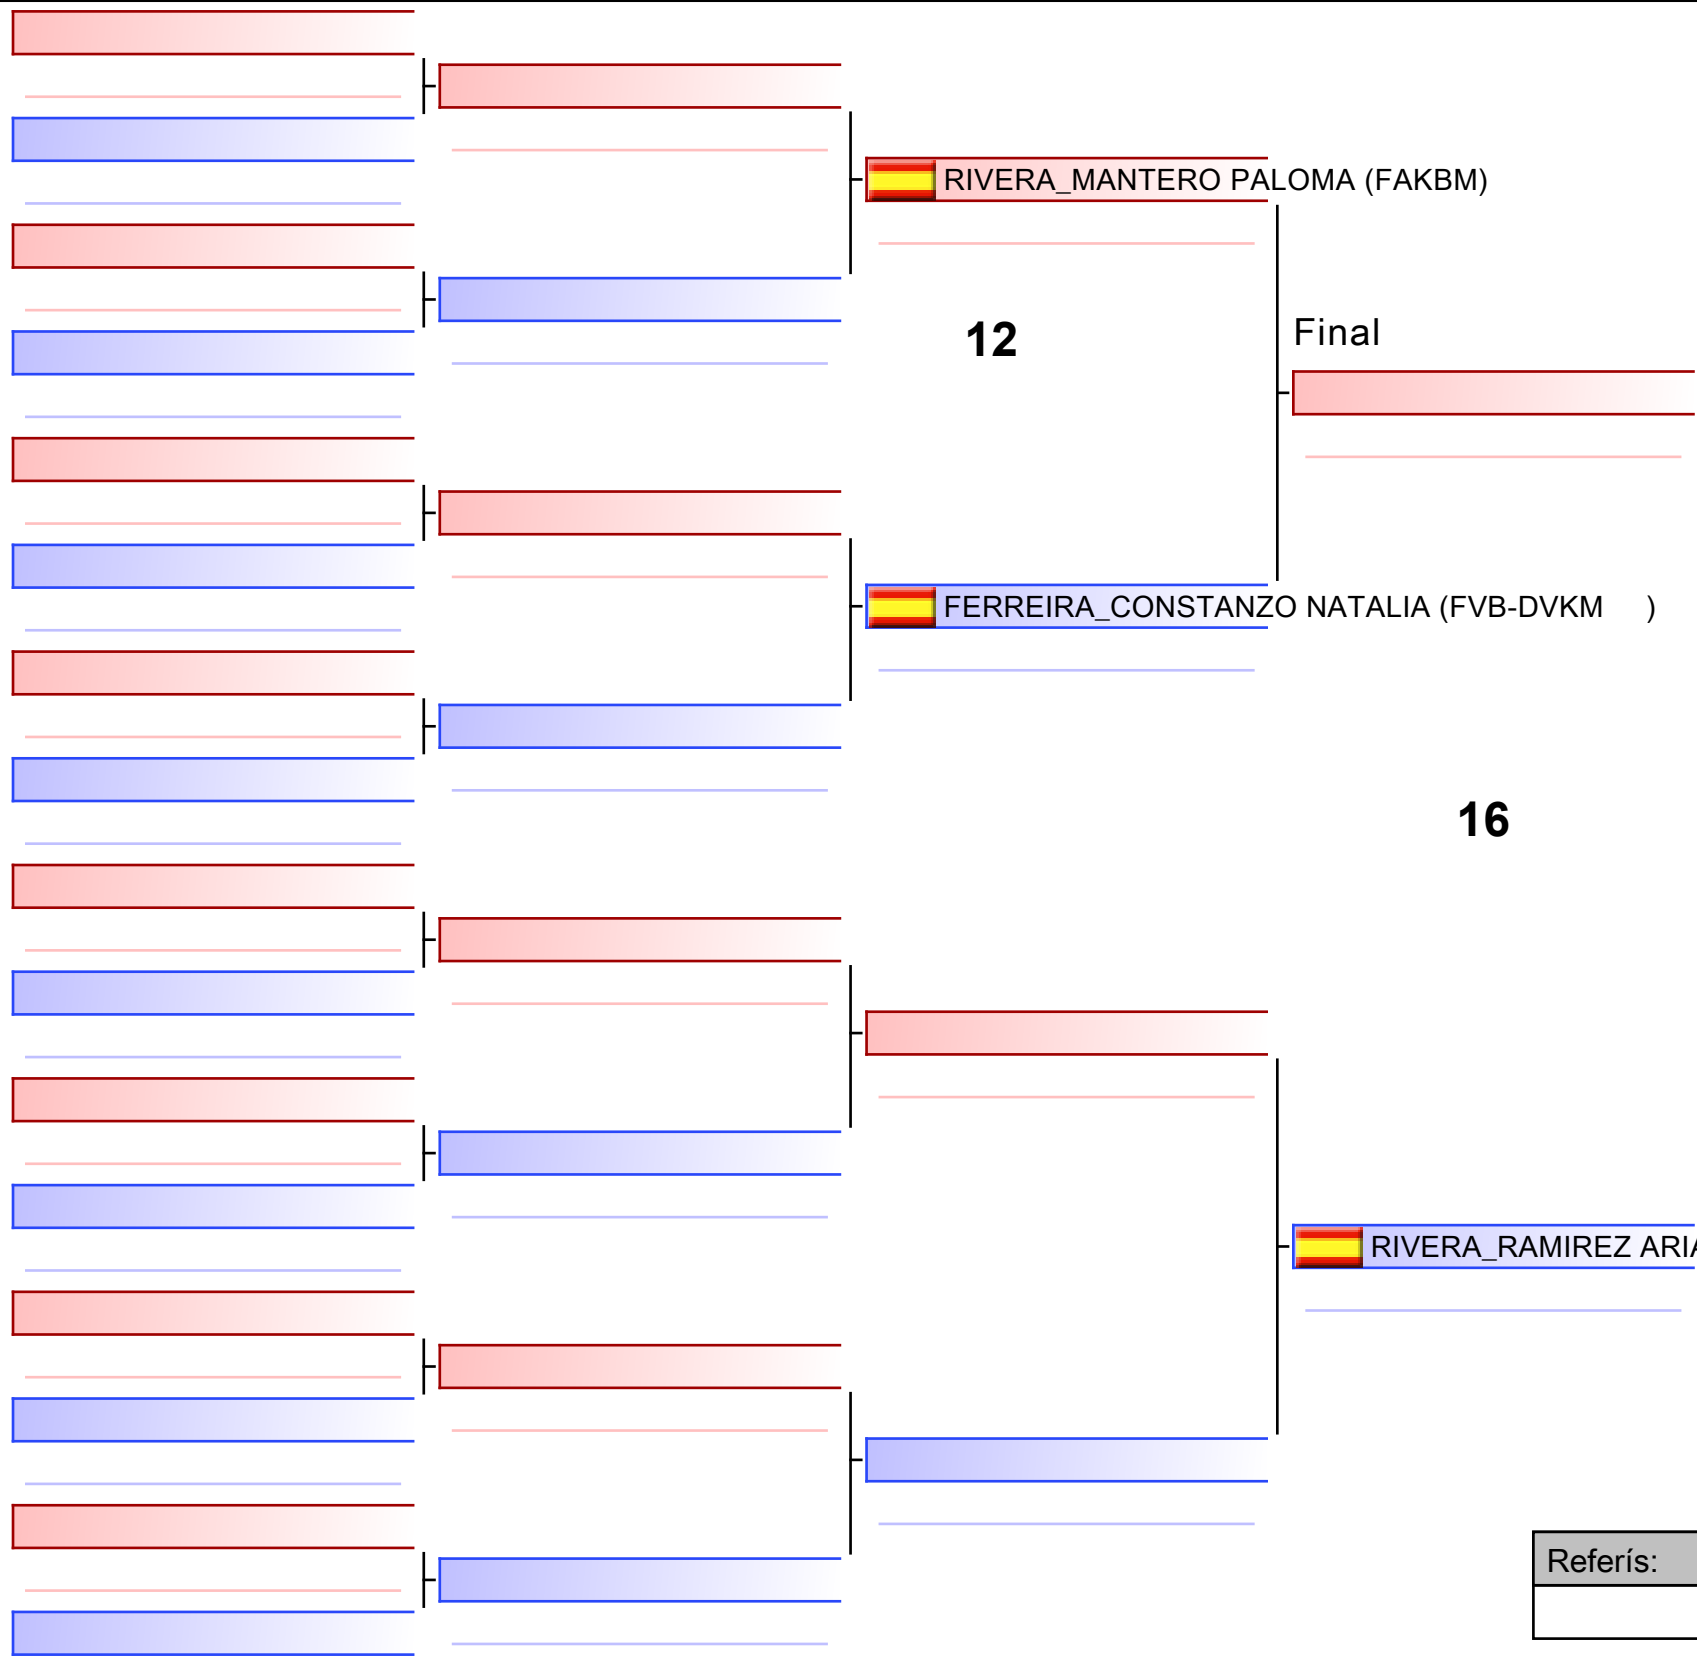 RIVERA_MANTERO PALOMA (FAKBM)
12
Final
FERREIRA_CONSTANZO NATALIA (FVB-DVKM )
16
RIVERA_RAMIREZ
Referís: